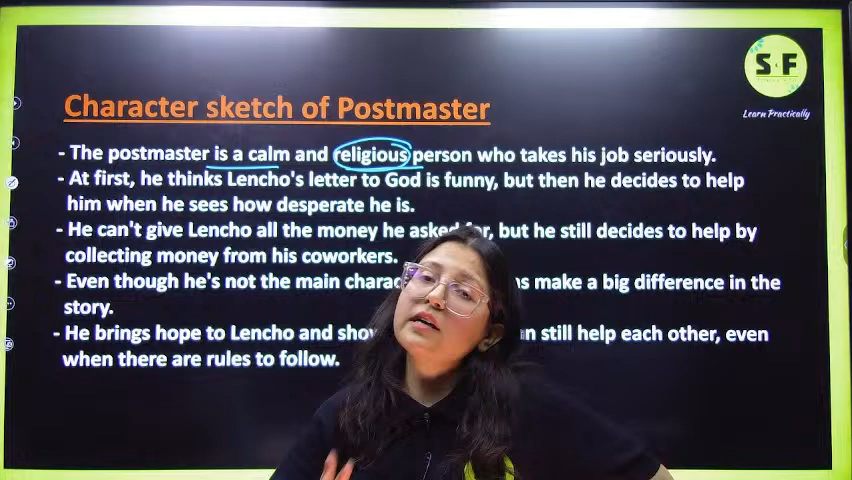 S F
Learn Practically
Character sketch of Postmaster
- The postmaster is a calm and religious person who takes his job seriously.
- At first, he thinks Lencho's letter to God is funny, but then he decides to help
him when he sees how desperate he is.
- He can't give Lencho all the money he asked for, but he still decides to help by
collecting money from his coworkers.
- Even though he's not the main make a big difference in the
story.
- He brings hope to Lencho and still help each other, even
when there are rules to follow.